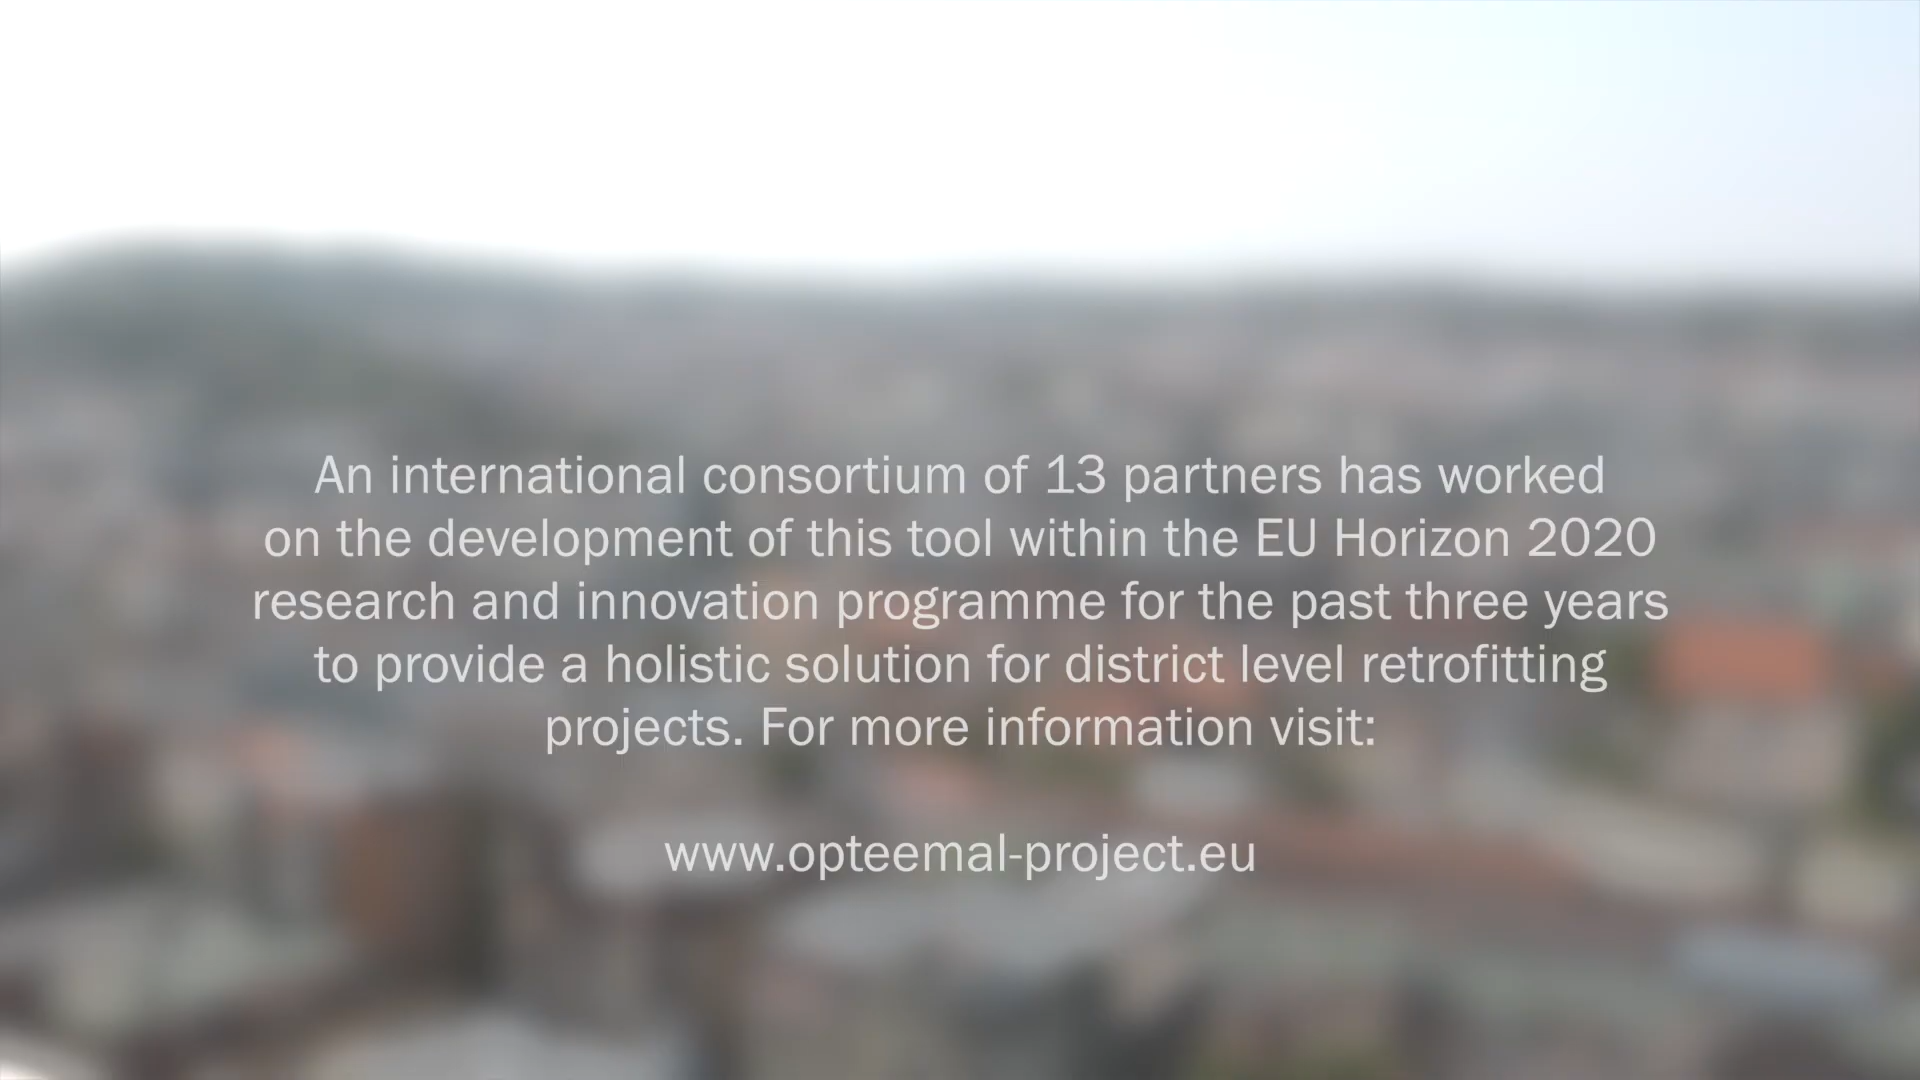 An international consortium of 13 partners has worked
on the development of this tool within the EU Horizon 2020
research and innovation programme for the past three years
to provide a holistic solution for district level retrofitting
projects. For more information visit:
www.opteemal-project.eu